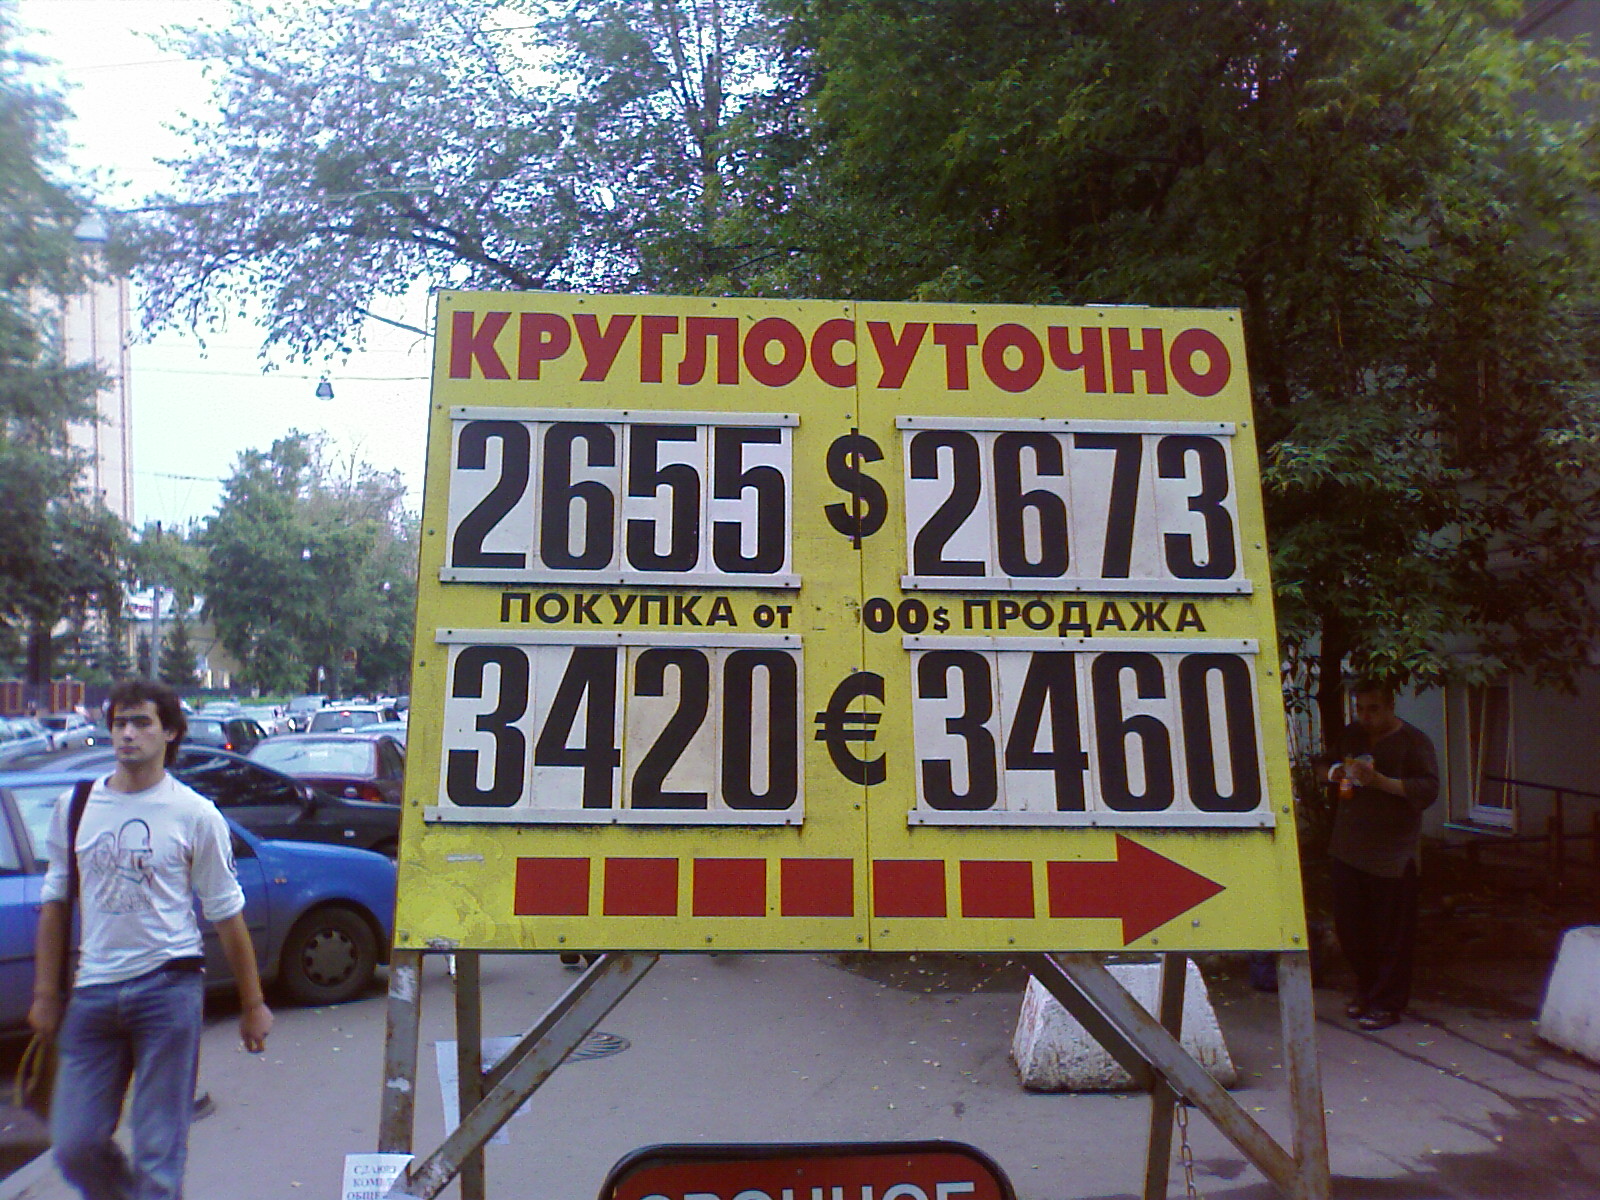 КРУГЛОСУТОЧНО
2655 $ 2673
ПОКУПКА от 00$ ПРОДАЖА
3420 € 3460